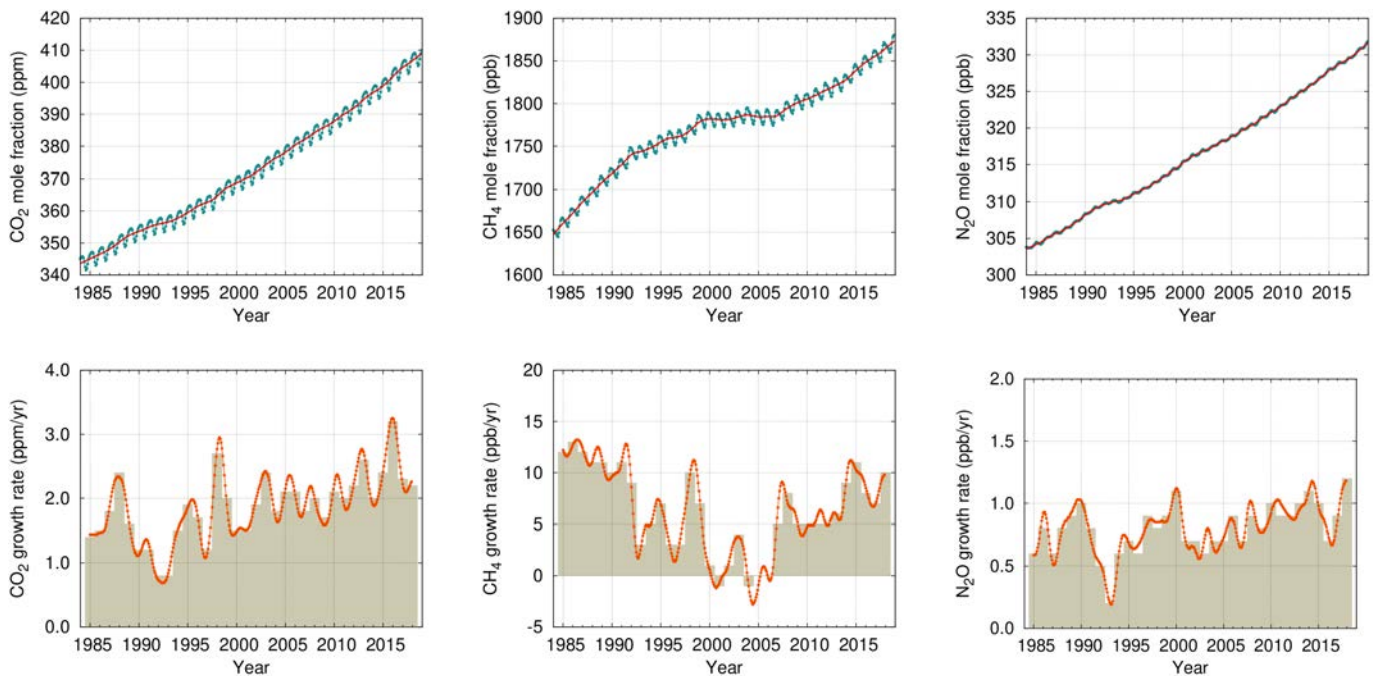 CO2 mole fraction (ppm)
420
410
400
390
380
370
360
350
340
1985 1990 1995 2000 2005 2010 2015
Year
CH4 mole fraction (ppb)
1900
1850
1800
1750
1700
1650
1600
1985 1990 1995 2000 2005 2010 2015
Year
N2O mole fraction (ppb)
335
330
325
320
315
310
305
300
1985 1990 1995 2000 2005 2010 2015
Year
CO2 growth rate (ppm/yr)
4.0
3.0
2.0
1.0
0.0
1985 1990 1995 2000 2005 2010 2015
Year
CH4 growth rate (ppb/yr)
20
15
10
5
0
-5
1985 1990 1995 2000 2005 2010 2015
Year
N2O growth rate (ppb/yr)
2.0
1.5
1.0
0.5
0.0
1985 1990 1995 2000 2005 2010 2015
Year